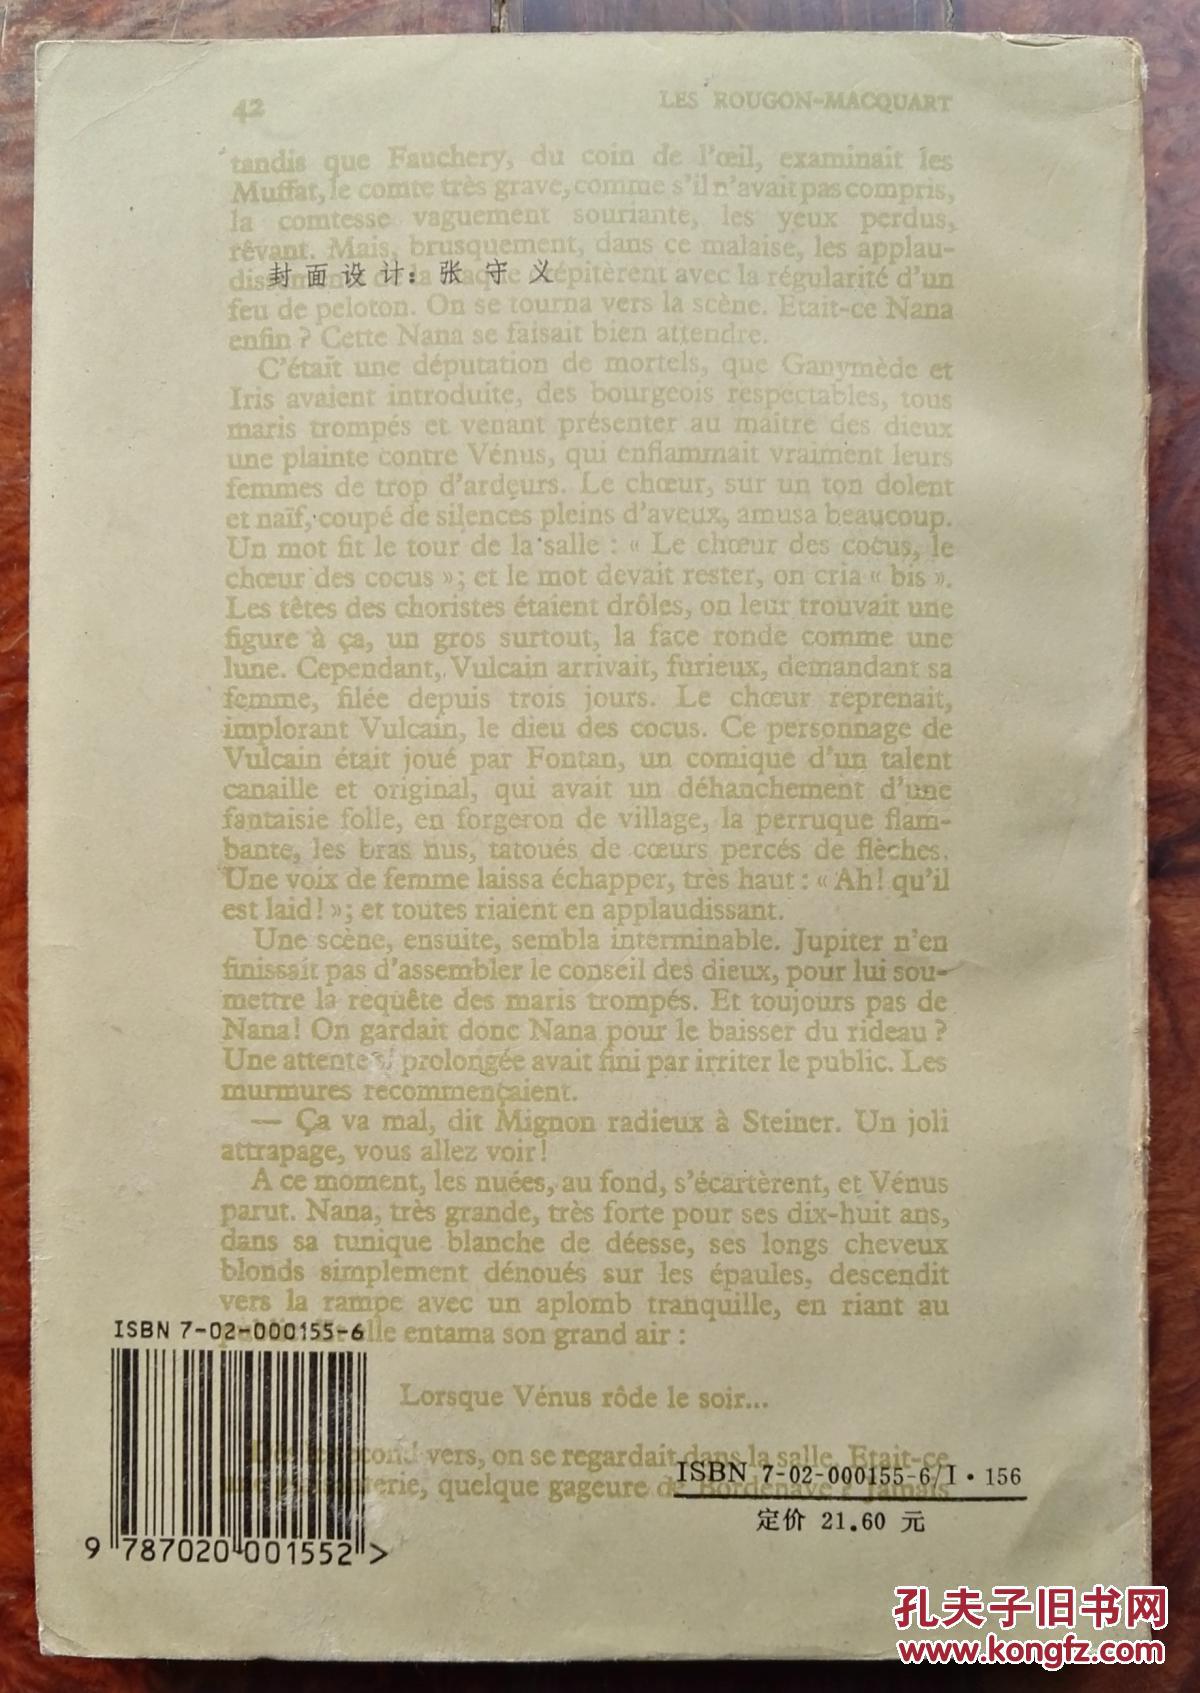 42
LES ROUGON-MACQUART
tandis que Fauchery, du coin de l'œil, examinait les
Muffat, le comte très grave, comme s'il n'avait pas compris,
la comtesse vaguement souriante, les yeux perdus,
rêvant. Mais, brusquement, dans ce malaise, les applau-
avec la régularité d'un
封面设计：张守义
feu de peloton. On se tourna vers la scène. Etait-ce Nana
enfin ? Cette Nana se faisait bien attendre.
C'était une députation de mortels, que Ganymède et
Iris avaient introduite, des bourgeois respectables, tous
maris trompés et venant présenter au maître des dieux
une plainte contre Vénus, qui enflammait vraiment leurs
femmes de trop d'ardeurs. Le chœur, sur un ton dolent
et naïf, coupé de silences pleins d'aveux, amusa beaucoup.
Un mot fit le tour de la salle : « Le chœur des cocus, le
chœur des cocus »; et le mot devait rester, on cria « bis ».
Les têtes des choristes étaient drôles, on leur trouvait une
figure à ça, un gros surtout, la face ronde comme une
lune. Cependant, Vulcain arrivait, furieux, demandant sa
femme, filée depuis trois jours. Le chœur reprenait,
implorant Vulcain, le dieu des cocus. Ce personnage de
Vulcain était joué par Fontan, un comique d'un talent
canaille et original, qui avait un déhanchement d'une
fantaisie folle, en forgeron de village, la perruque flam-
bante, les bras nus, tatoués de cœurs percés de flèches.
Une voix de femme laissa échapper, très haut : « Ah! qu'il
est laid! »; et toutes riaient en applaudissant.
Une scène, ensuite, sembla interminable. Jupiter n'en
finissait pas d'assembler le conseil des dieux, pour lui sou-
mettre la requête des maris trompés. Et toujours pas de
Nana! On gardait donc Nana pour le baisser du rideau ?
Une attente si prolongée avait fini par irriter le public. Les
murmures recommençaient.
— Ça va mal, dit Mignon radieux à Steiner. Un joli
attrapage, vous allez voir!
A ce moment, les nuées, au fond, s'écartèrent, et Vénus
parut. Nana, très grande, très forte pour ses dix-huit ans,
dans sa tunique blanche de déesse, ses longs cheveux
blonds simplement dénoués sur les épaules, descendit
vers la rampe avec un aplomb tranquille, en riant au
elle entama son grand air :
ISBN 7-02-000155-6
Lorsque Vénus rôde le soir...
vers, on se regardait dans la salle. Etait-ce
quelque gageure de Bordenave ? Jamais
ISBN 7-02-000155-6/I·156
定价 21.60 元
9 787020 001552 >
孔夫子旧书网
www.kongfz.com